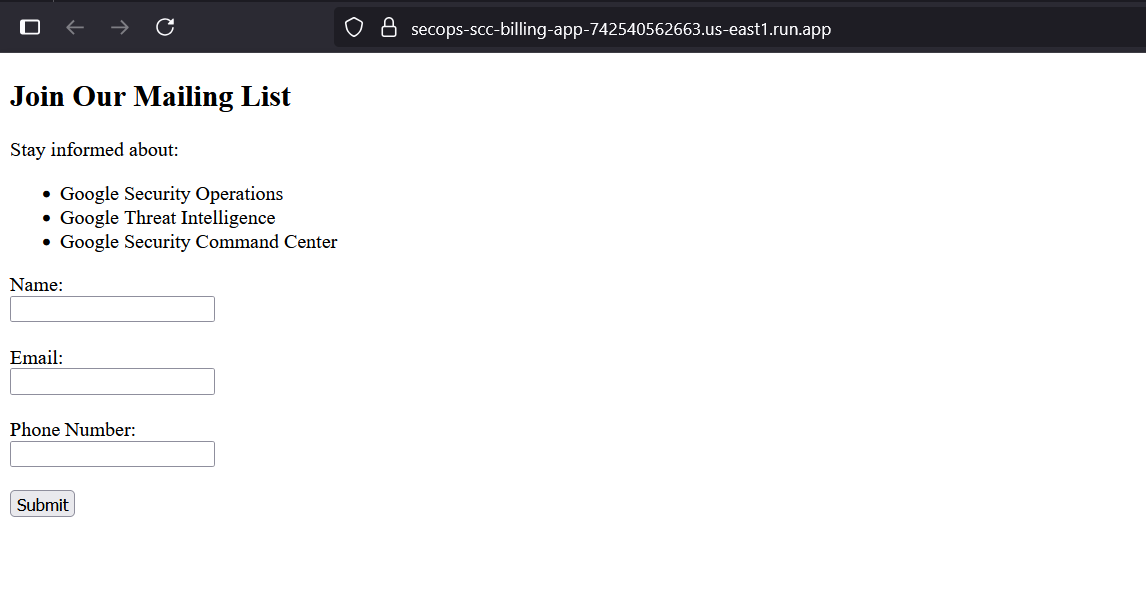 secops-scc-billing-app-742540562663.us-east1.run.app
Join Our Mailing List
Stay informed about:
Google Security Operations
Google Threat Intelligence
Google Security Command Center
Name:
Email:
Phone Number:
Submit